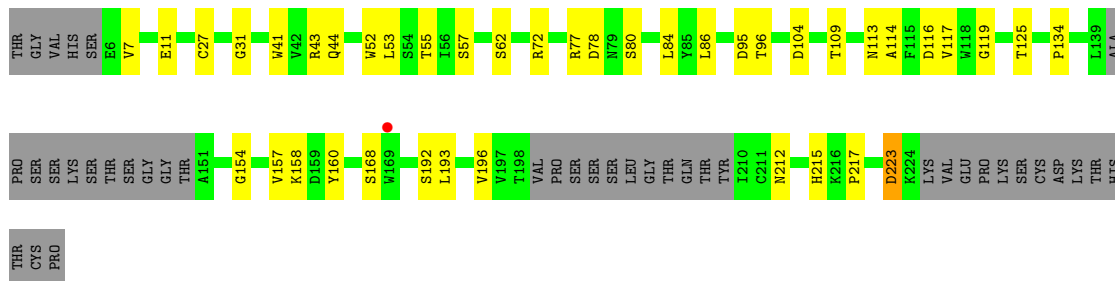 THR GLY VAL HIS SER E6 V7 E11 C27 G31 W41 V42 R43 Q44 W52 L53 S54 T55 I56 S57 S62 R72 R77 D78 N79 S80 L84 Y85 L86 D95 T96 D104 T109 N113 A114 F115 D116 V117 W118 G119 T125 P134 L139 ALA
PRO SER SER LYS SER THR SER GLY GLY THR A151 G154 V157 K158 D159 Y160 S168 W169 S192 L193 V196 V197 T198 VAL PRO SER SER SER LEU GLY THR GLN THR TYR I210 C211 N212 H215 K216 P217 D223 K224 LYS VAL GLU PRO LYS SER CYS ASP LYS THR HIS
THR CYS PRO